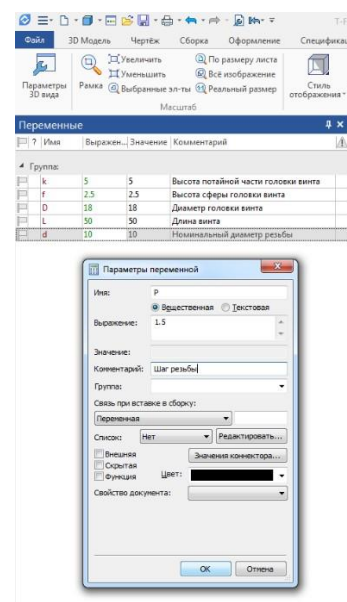 T-F
Файл 3D Модель Чертёж Сборка Оформление Специфика
Параметры 3D вида
Рамка
Увеличить
Уменьшить
Выбранные эл-ты
По размеру листа
Всё изображение
Реальный размер
Стиль отображения
Масштаб
Переменные
? Имя Выражен... Значение Комментарий
Группа:
k 5 5 Высота потайной части головки винта
f 2.5 2.5 Высота сферы головки винта
D 18 18 Диаметр головки винта
L 50 50 Длина винта
d 10 10 Номинальный диаметр резьбы
Параметры переменной
Имя: P
Вещественная Текстовая
Выражение: 1.5
Значение:
Комментарий: Шаг резьбы
Группа:
Связь при вставке в сборку:
Переменная
Список: Нет Редактировать...
Внешняя Значения коннектора...
Скрытая
Функция Цвет:
Свойство документа:
OK Отмена